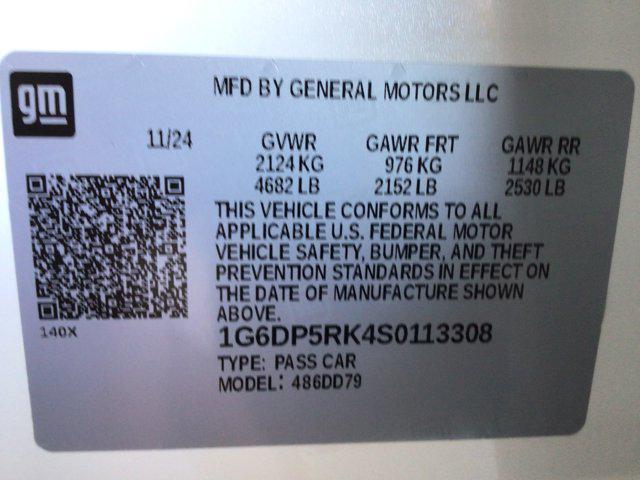 gm
MFD BY GENERAL MOTORS LLC
11/24 GVWR GAWR FRT GAWR RR
2124 KG 976 KG 1148 KG
4682 LB 2152 LB 2530 LB
THIS VEHICLE CONFORMS TO ALL
APPLICABLE U.S. FEDERAL MOTOR
VEHICLE SAFETY, BUMPER, AND THEFT
PREVENTION STANDARDS IN EFFECT ON
THE DATE OF MANUFACTURE SHOWN
ABOVE.
140X
1G6DP5RK4S0113308
TYPE: PASS CAR
MODEL: 486DD79